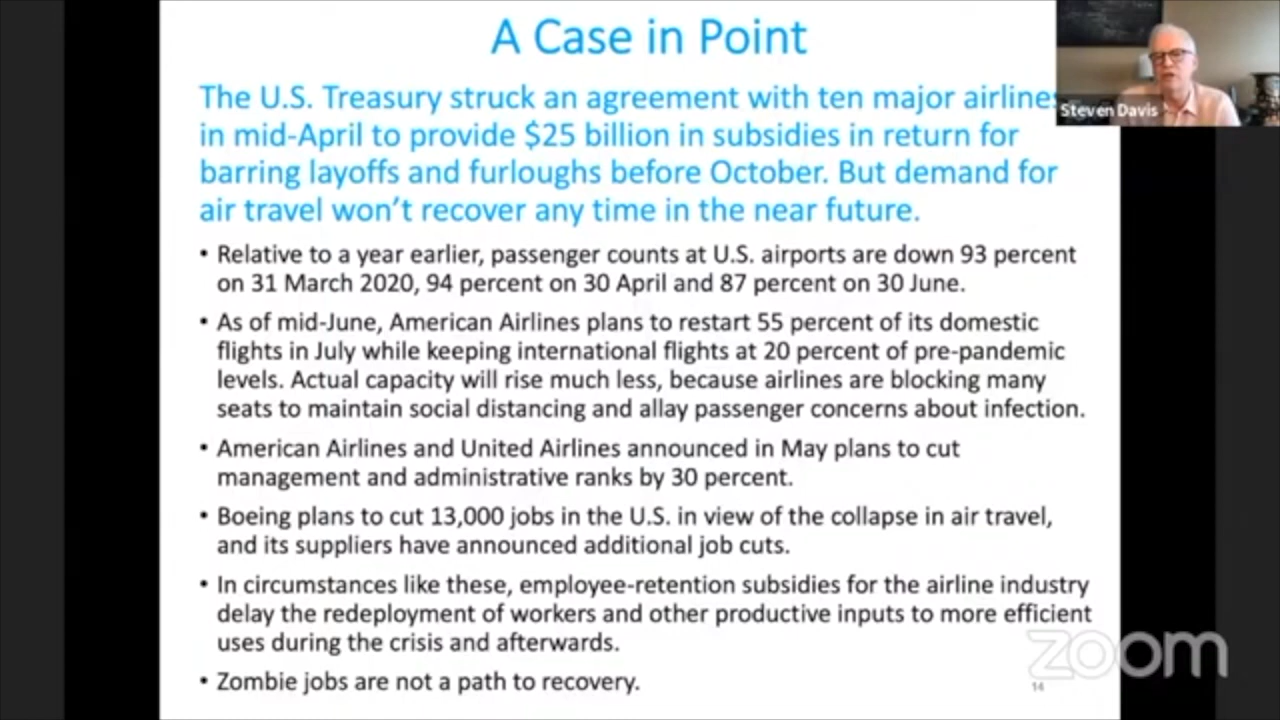 A Case in Point
The U.S. Treasury struck an agreement with ten major airlines
in mid-April to provide $25 billion in subsidies in return for
barring layoffs and furloughs before October. But demand for
air travel won't recover any time in the near future.
• Relative to a year earlier, passenger counts at U.S. airports are down 93 percent
on 31 March 2020, 94 percent on 30 April and 87 percent on 30 June.
• As of mid-June, American Airlines plans to restart 55 percent of its domestic
flights in July while keeping international flights at 20 percent of pre-pandemic
levels. Actual capacity will rise much less, because airlines are blocking many
seats to maintain social distancing and allay passenger concerns about infection.
• American Airlines and United Airlines announced in May plans to cut
management and administrative ranks by 30 percent.
• Boeing plans to cut 13,000 jobs in the U.S. in view of the collapse in air travel,
and its suppliers have announced additional job cuts.
• In circumstances like these, employee-retention subsidies for the airline industry
delay the redeployment of workers and other productive inputs to more efficient
uses during the crisis and afterwards.
• Zombie jobs are not a path to recovery.
14
Steven Davis
zoom